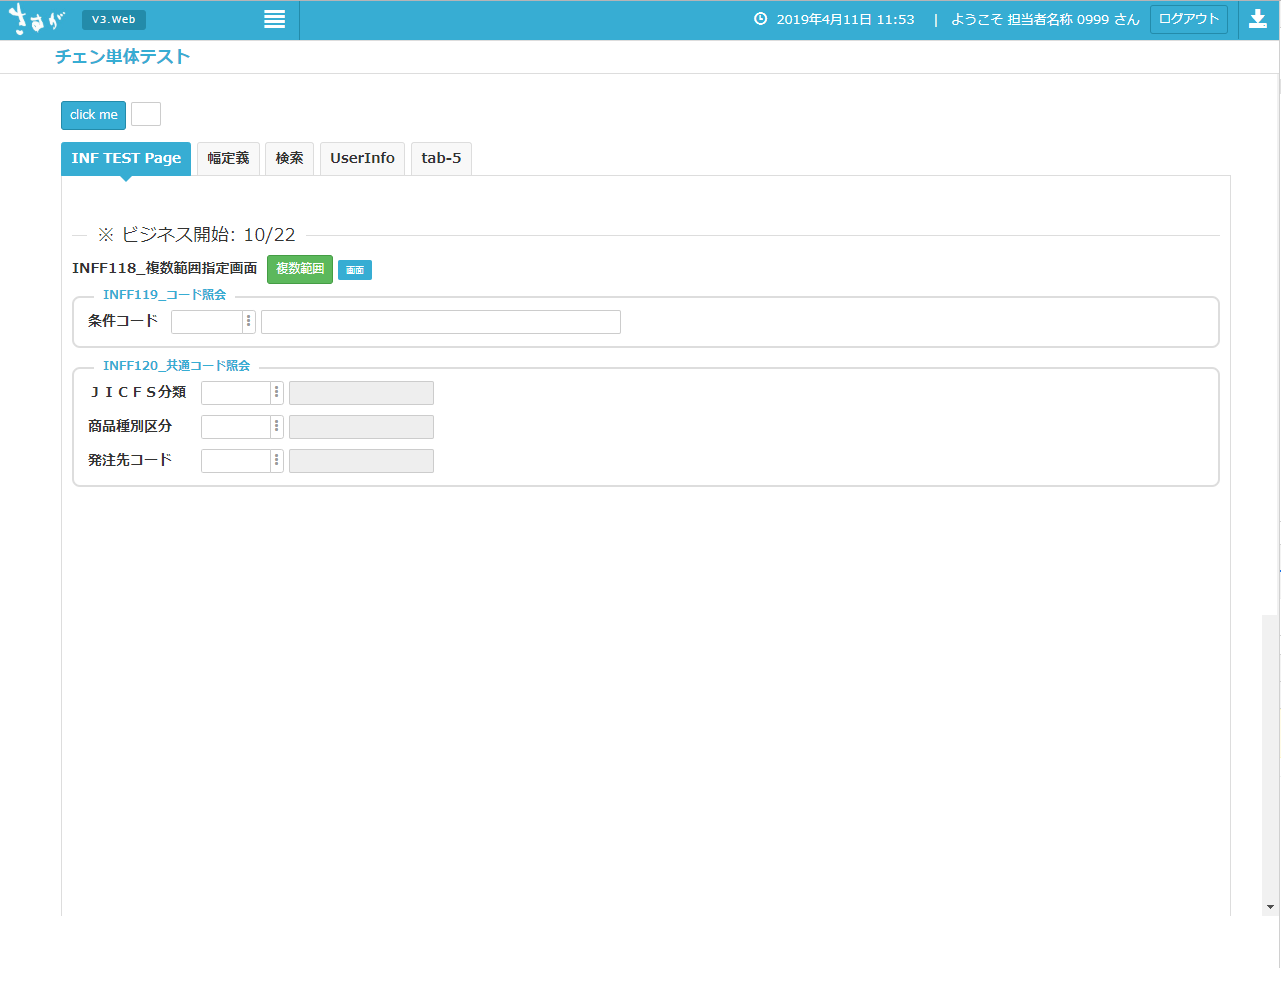 さすが V3.Web 2019年4月11日 11:53 | ようこそ 担当者名称 0999 さん ログアウト
チェン単体テスト
click me
INF TEST Page 幅定義 検索 UserInfo tab-5
※ ビジネス開始: 10/22
INFF118_複数範囲指定画面 複数範囲 画面
INFF119_コード照会
条件コード
INFF120_共通コード照会
ＪＩＣＦＳ分類
商品種別区分
発注先コード